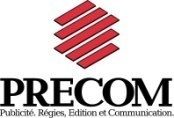 PRECOM
Publicité. Régies, Edition et Communication.